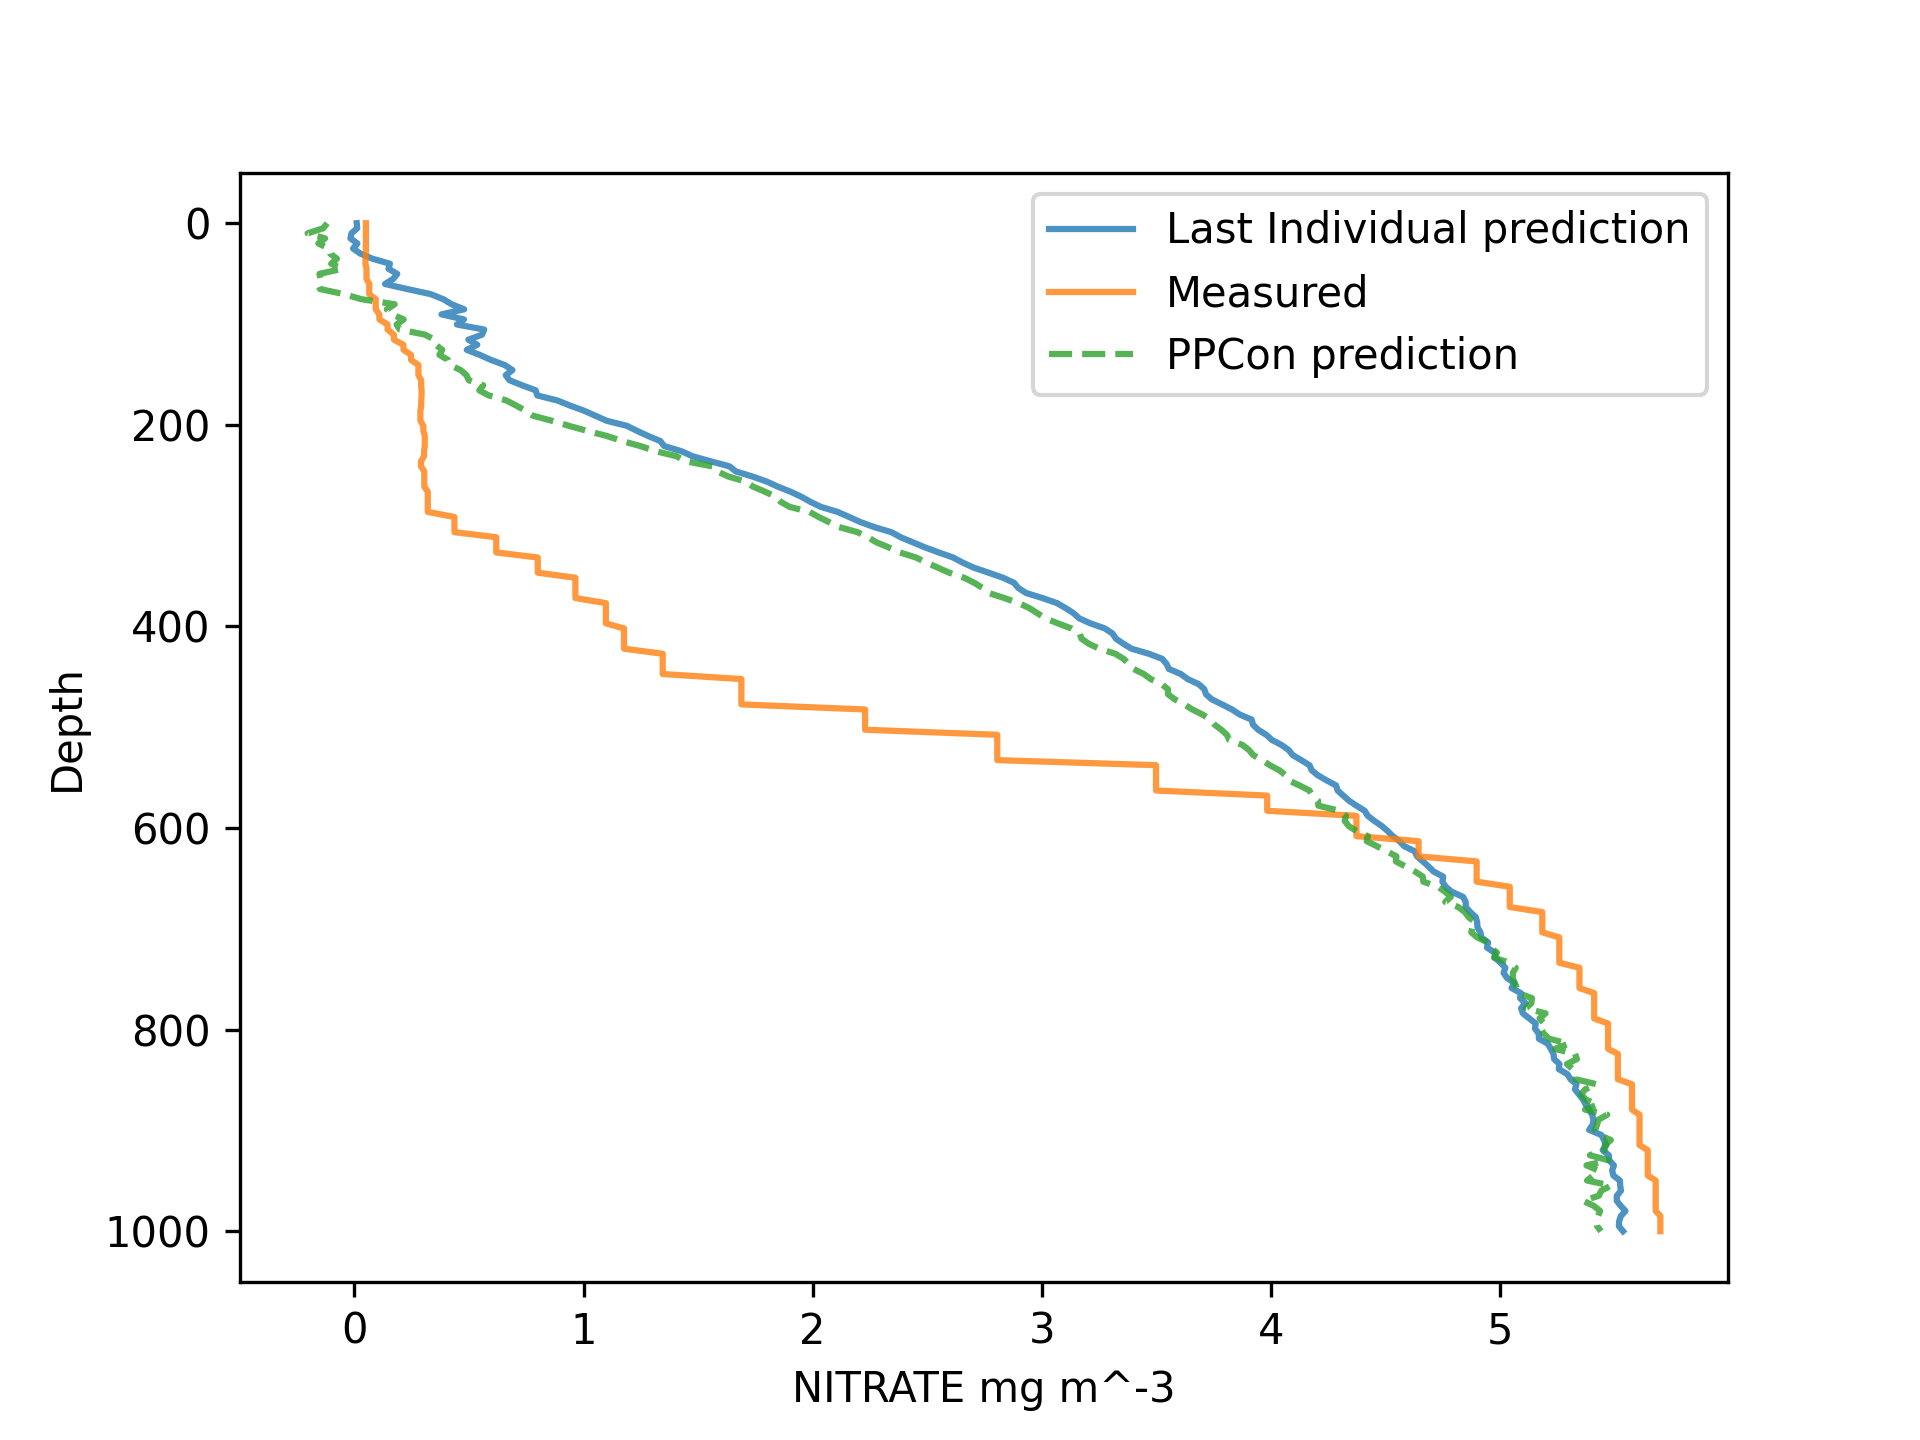 Last Individual prediction
Measured
PPCon prediction
0
200
400
600
800
1000
Depth
0 1 2 3 4 5
NITRATE mg m^-3